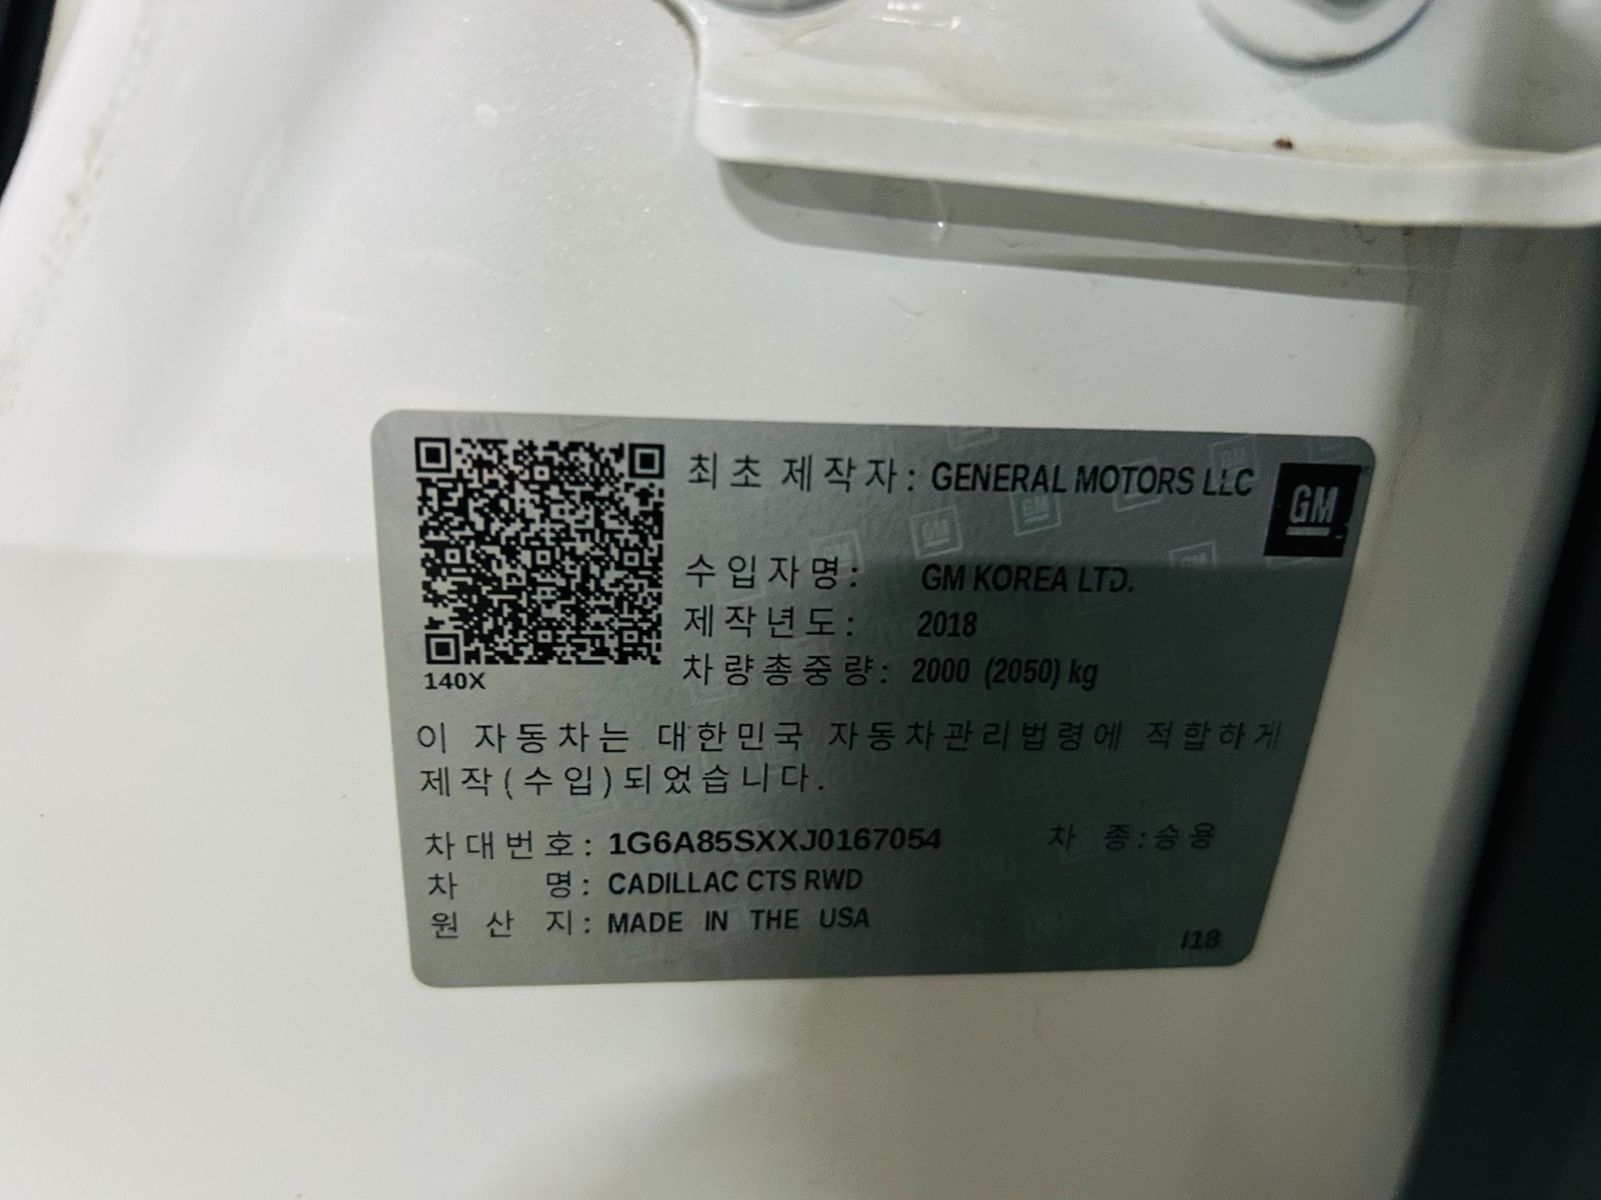 최초 제작자: GENERAL MOTORS LLC
GM
수입자명: GM KOREA LTD.
제작년도: 2018
차량총중량: 2000 (2050) kg
140X
이 자동차는 대한민국 자동차관리법령에 적합하게
제작(수입)되었습니다.
차대번호: 1G6A85SXXJ0167054 차 종:승용
차 명: CADILLAC CTS RWD
원 산 지: MADE IN THE USA
I18